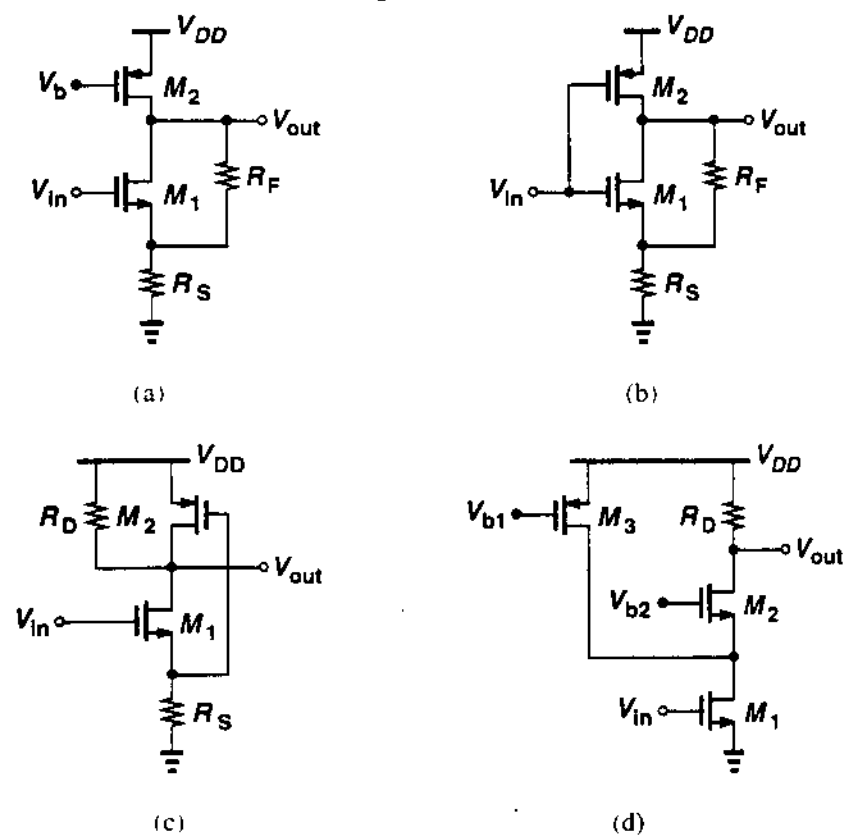 V_DD
V_b
M_2
V_out
V_in
M_1
R_F
R_S
(a)
V_DD
M_2
V_out
V_in
M_1
R_F
R_S
(b)
V_DD
R_D
M_2
V_out
V_in
M_1
R_S
(c)
V_DD
V_b1
M_3
R_D
V_out
V_b2
M_2
V_in
M_1
(d)